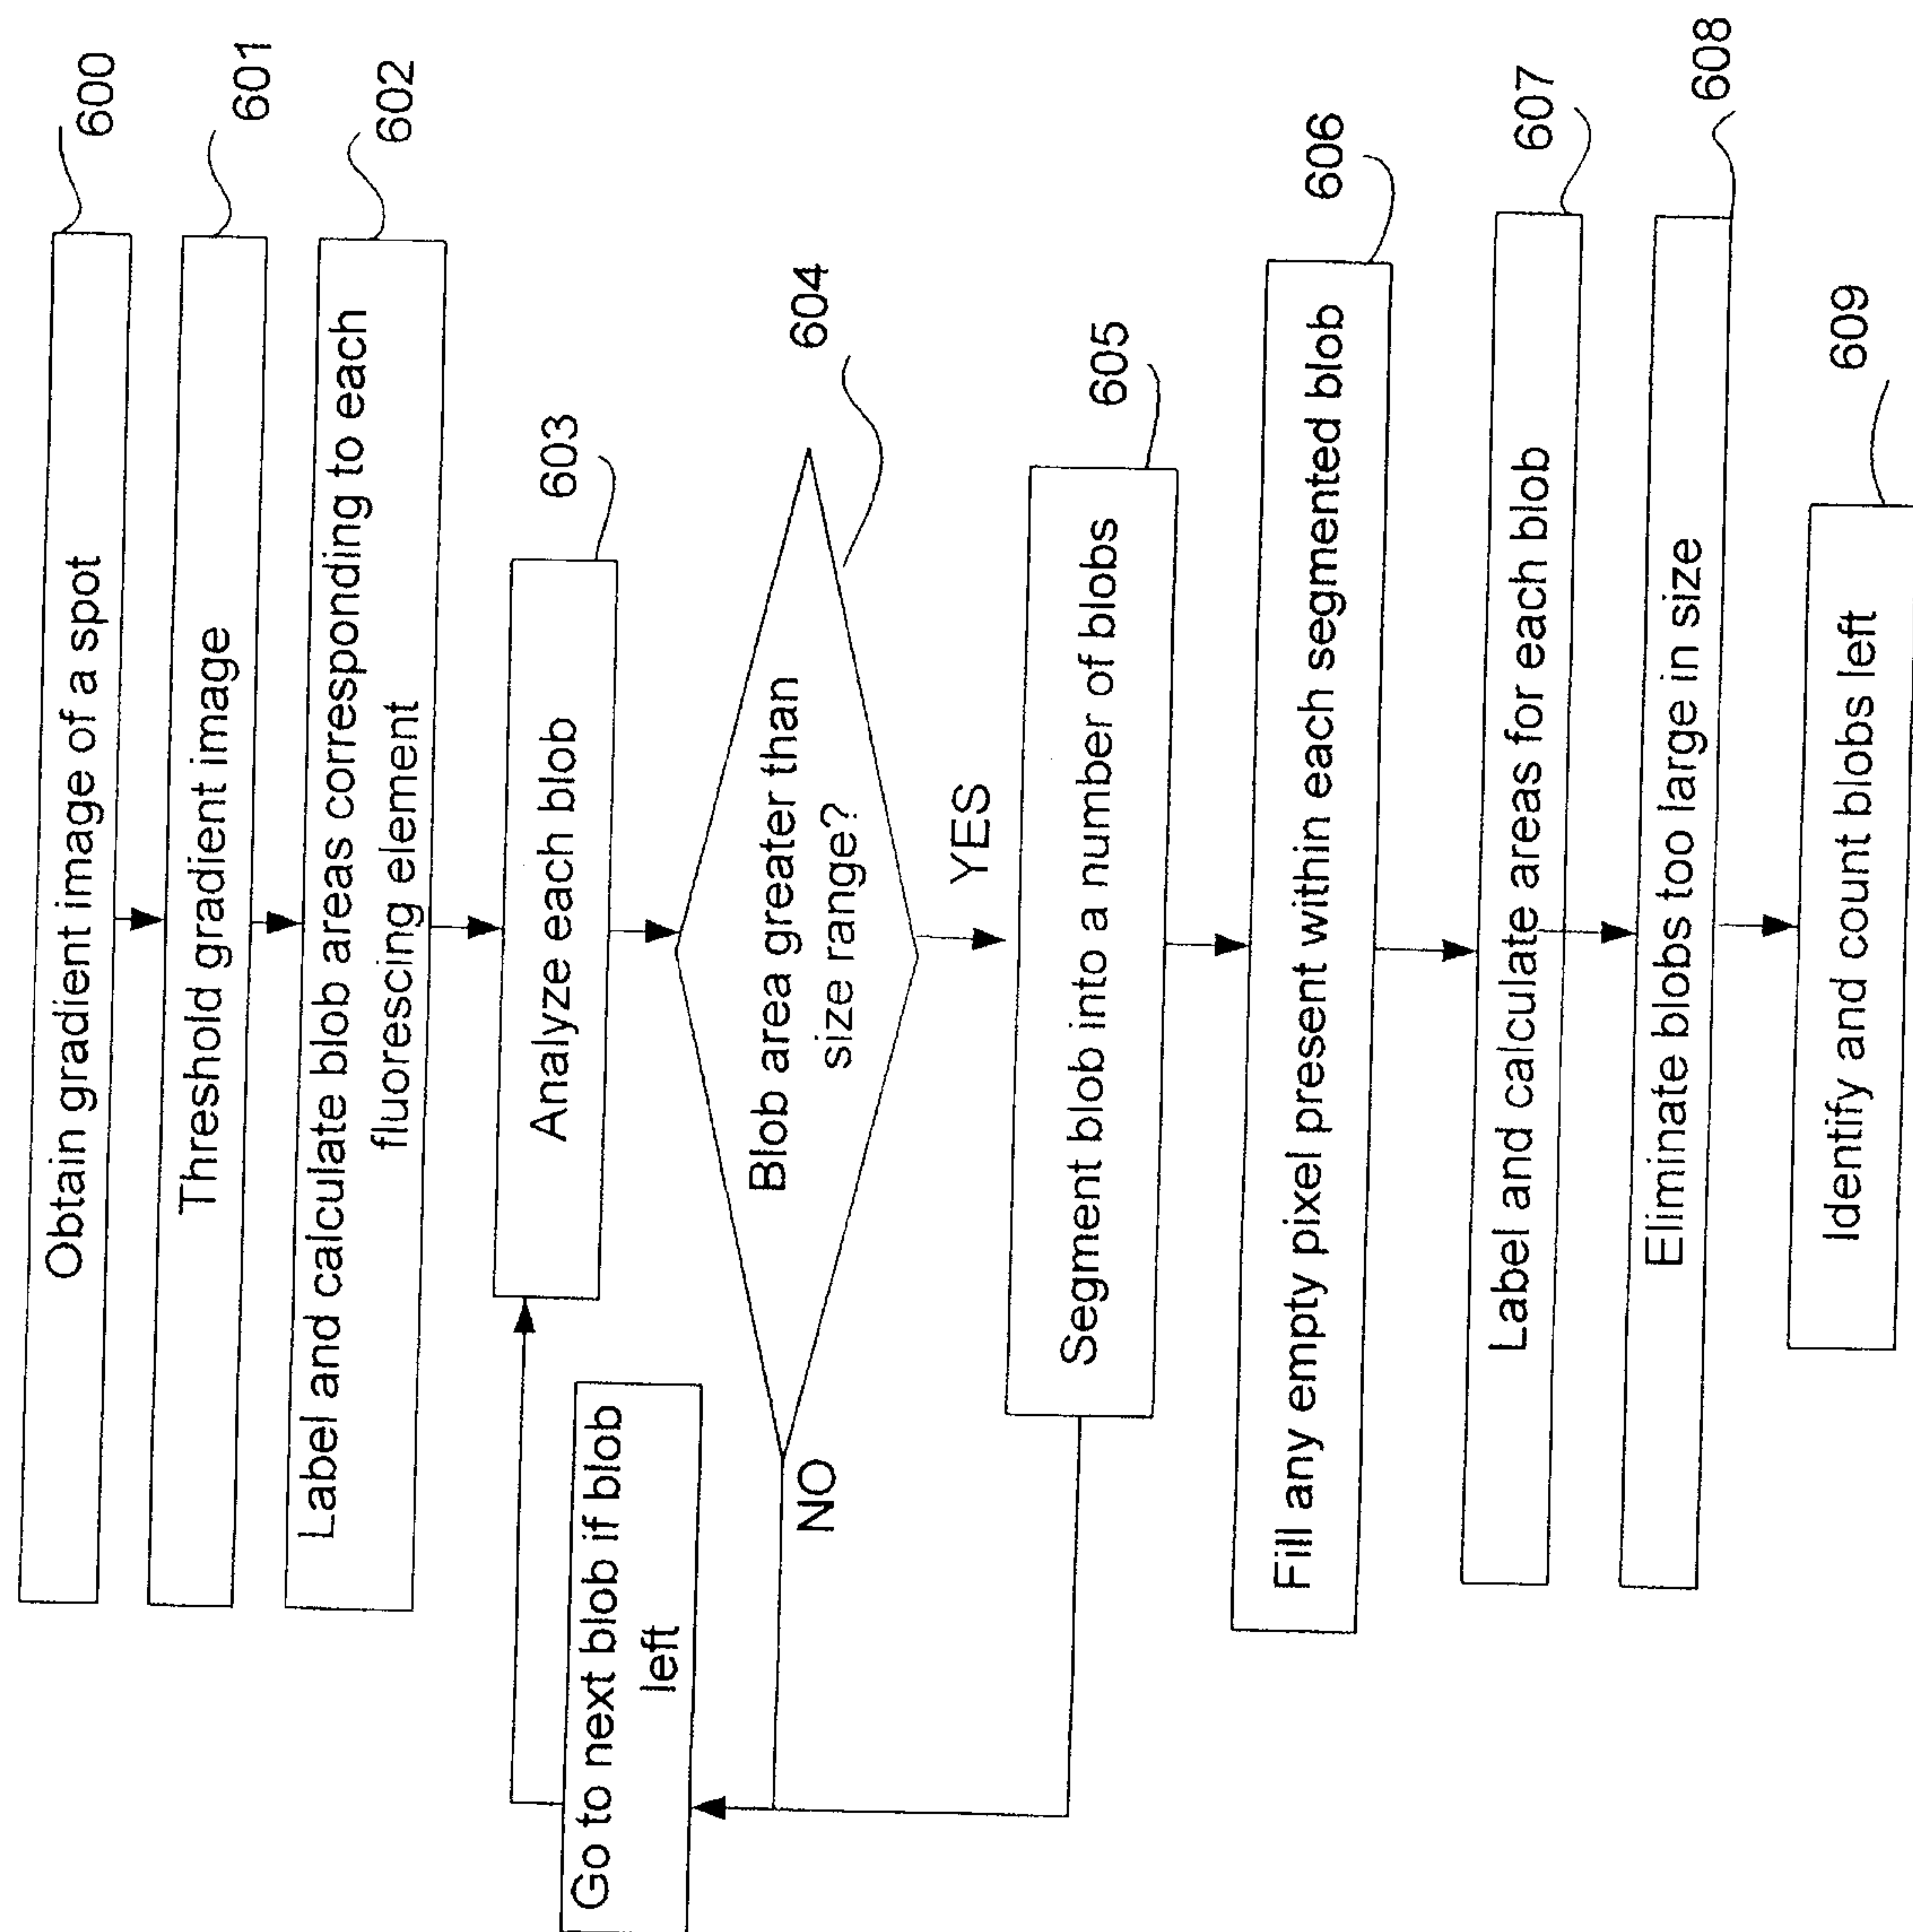 Obtain gradient image of a spot
600
Threshold gradient image
601
Label and calculate blob areas corresponding to each
fluorescing element
602
Analyze each blob
603
Go to next blob if blob
left
Blob area greater than
size range?
604
NO
YES
Segment blob into a number of blobs
605
Fill any empty pixel present within each segmented blob
606
Label and calculate areas for each blob
607
Eliminate blobs too large in size
608
Identify and count blobs left
609